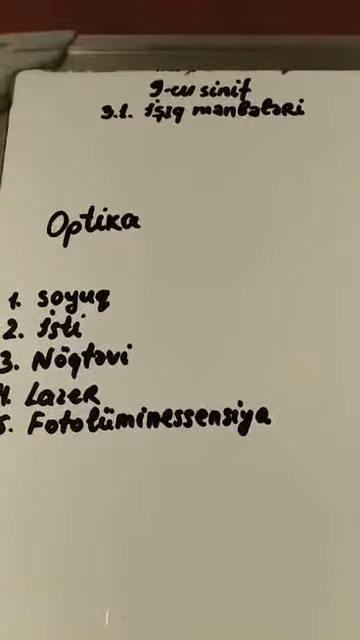 9-cu sinif
3.1. İşıq mənbələri
Optika
1. soyuq
2. isti
3. Nöqtəvi
4. Lazer
5. Fotolüminessensiya